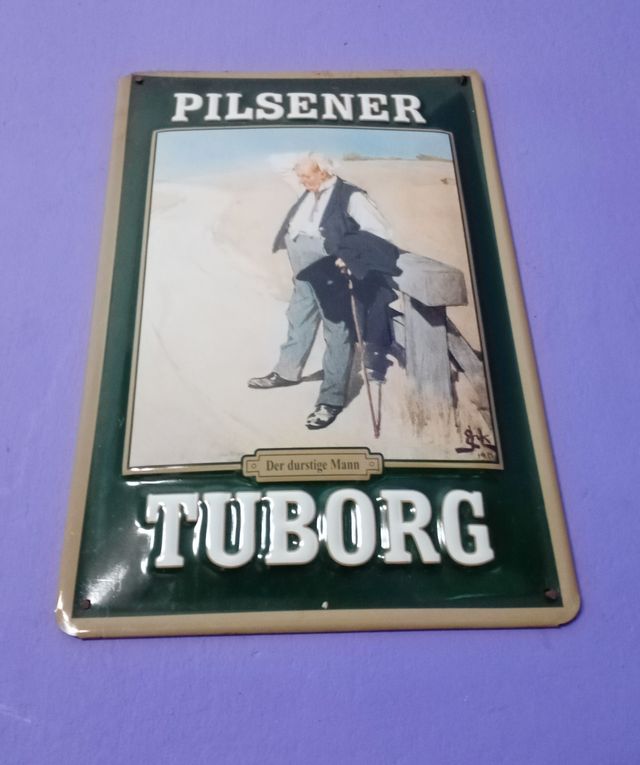 PILSENER
Der durstige Mann
TUBORG